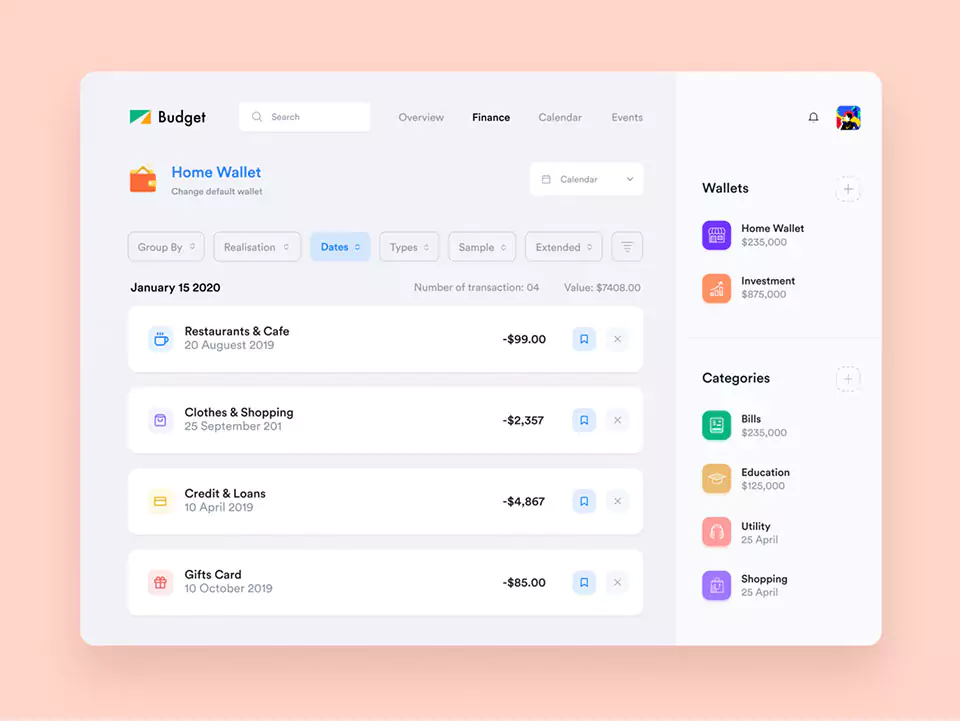 Budget
Search
Overview
Finance
Calendar
Events
Home Wallet
Change default wallet
Calendar
Group By
Realisation
Dates
Types
Sample
Extended
January 15 2020
Number of transaction: 04
Value: $7408.00
Restaurants & Cafe
20 Auguest 2019
-$99.00
Clothes & Shopping
25 September 201
-$2,357
Credit & Loans
10 April 2019
-$4,867
Gifts Card
10 October 2019
-$85.00
Wallets
Home Wallet
$235,000
Investment
$875,000
Categories
Bills
$235,000
Education
$125,000
Utility
25 April
Shopping
25 April